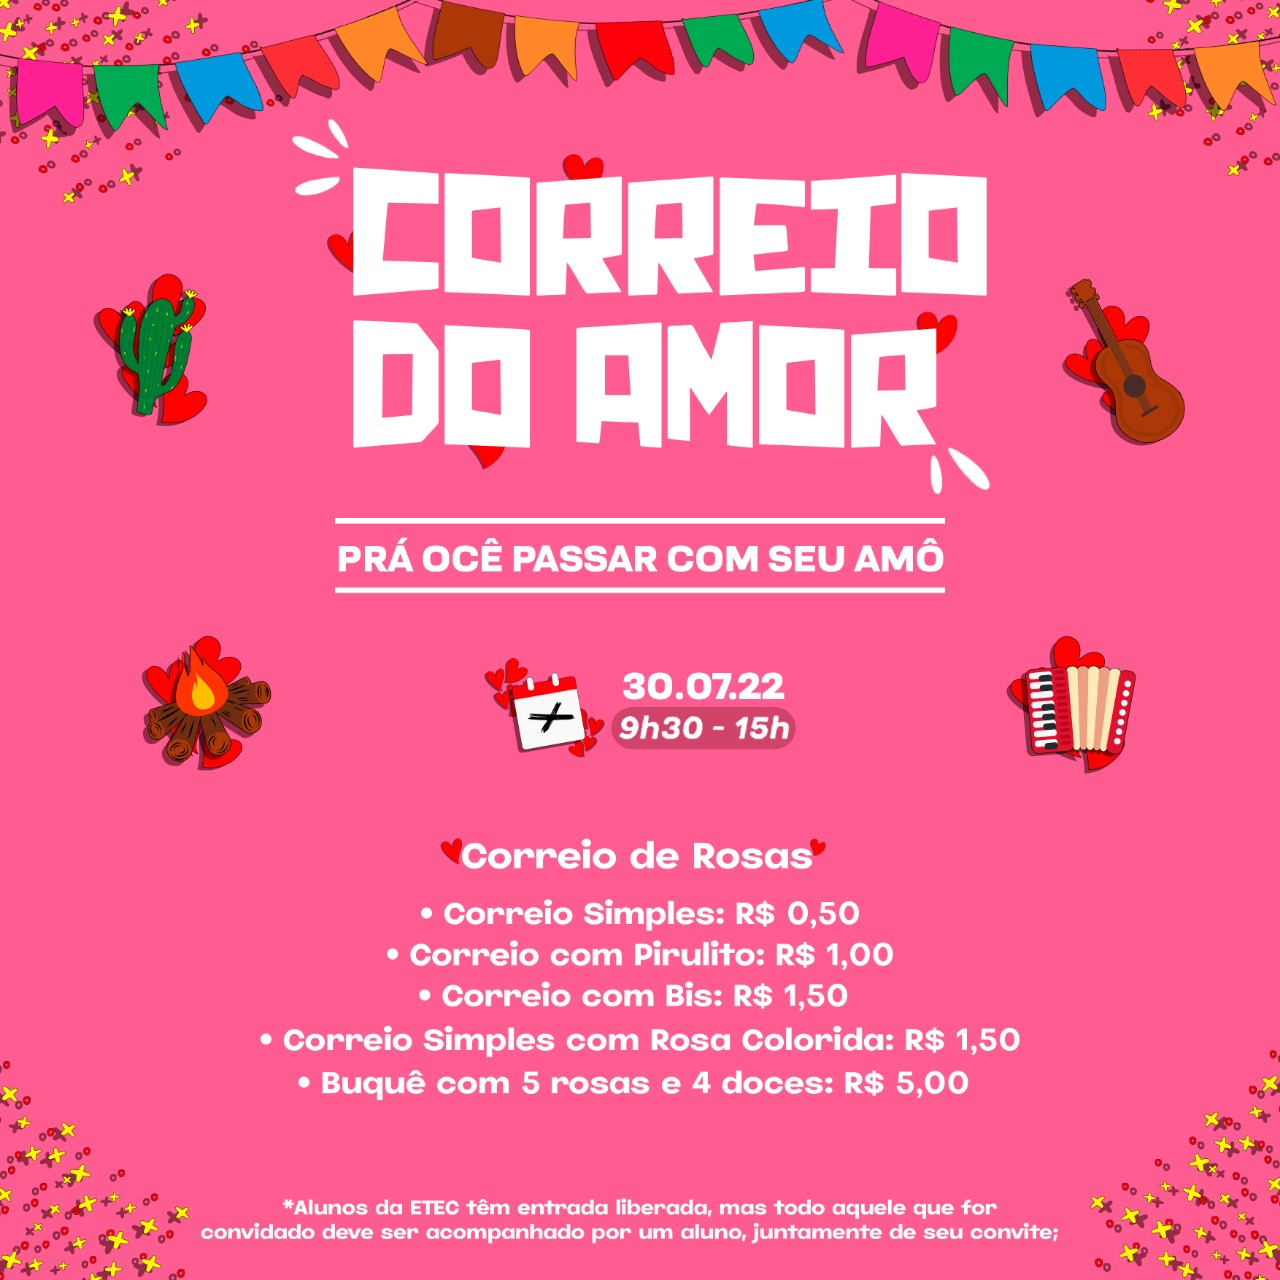 CORREIO
DO AMOR
PRÁ OCÊ PASSAR COM SEU AMÔ
30.07.22
9h30 - 15h
Correio de Rosas
• Correio Simples: R$ 0,50
• Correio com Pirulito: R$ 1,00
• Correio com Bis: R$ 1,50
• Correio Simples com Rosa Colorida: R$ 1,50
• Buquê com 5 rosas e 4 doces: R$ 5,00
*Alunos da ETEC têm entrada liberada, mas todo aquele que for
convidado deve ser acompanhado por um aluno, juntamente de seu convite;